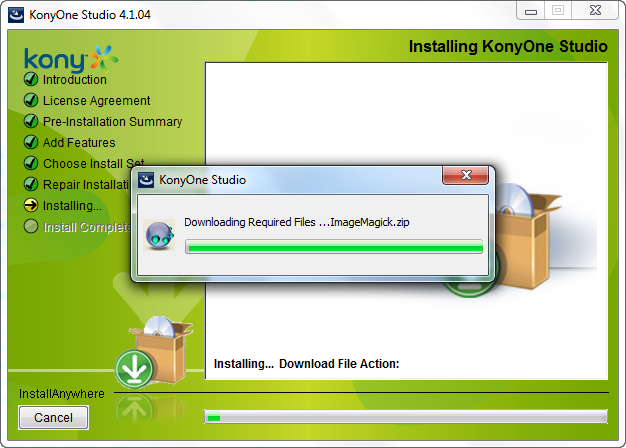 KonyOne Studio 4.1.04
Installing KonyOne Studio
kony
Introduction
License Agreement
Pre-Installation Summary
Add Features
Choose Install Set
Repair Installati
Installing...
Install Complete
KonyOne Studio
Downloading Required Files ...ImageMagick.zip
Installing... Download File Action:
InstallAnywhere
Cancel